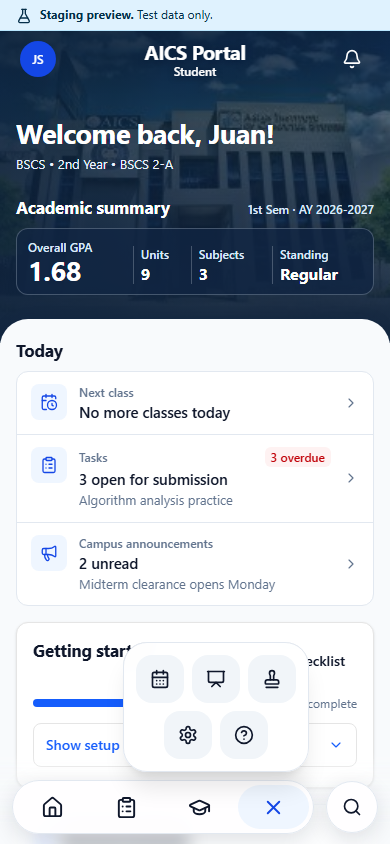 Staging preview. Test data only.
JS
AICS Portal
Student
Welcome back, Juan!
BSCS • 2nd Year • BSCS 2-A
Academic summary
1st Sem · AY 2026-2027
Overall GPA
1.68
Units
9
Subjects
3
Standing
Regular
Today
Next class
No more classes today
Tasks
3 overdue
3 open for submission
Algorithm analysis practice
Campus announcements
2 unread
Midterm clearance opens Monday
Getting
complete
Show setup